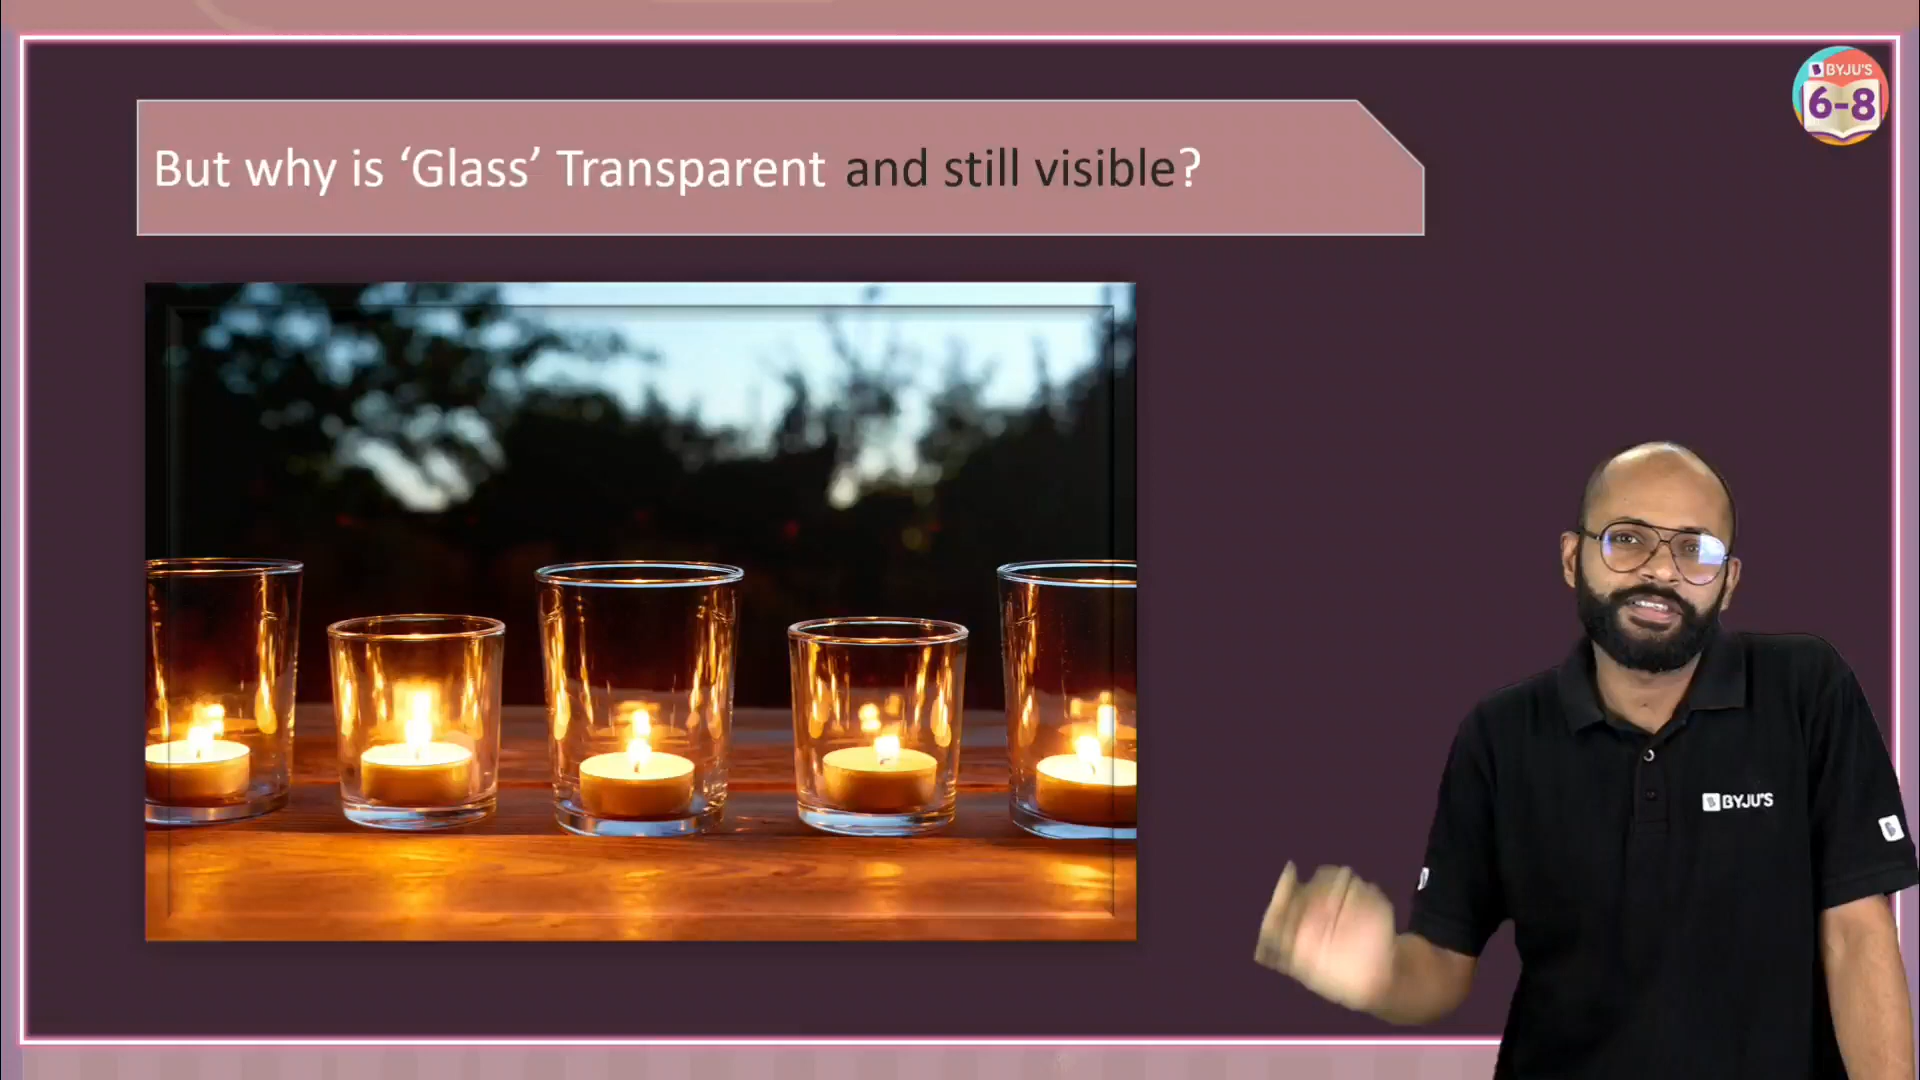 BYJU'S
6-8
But why is ‘Glass’ Transparent and still visible?
BYJU'S